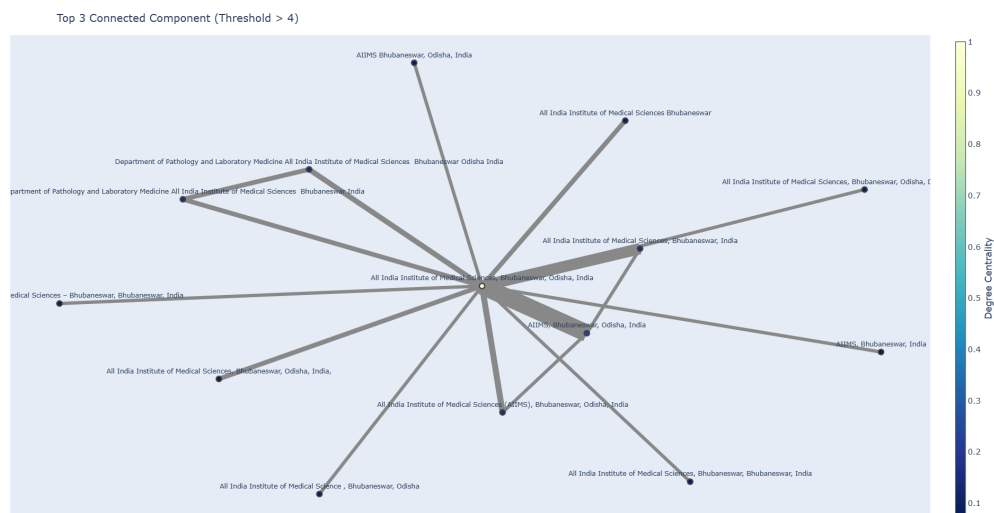 Top 3 Connected Component (Threshold > 4)
AIIMS Bhubaneswar, Odisha, India
All India Institute of Medical Sciences Bhubaneswar
Department of Pathology and Laboratory Medicine All India Institute of Medical Sciences  Bhubaneswar Odisha India
partment of Pathology and Laboratory Medicine All India Institute of Medical Sciences  Bhubaneswar India
All India Institute of Medical Sciences, Bhubaneswar, Odisha,
All India Institute of Medical Sciences, Bhubaneswar, India
All India Institute of Medical Sciences, Bhubaneswar, Odisha, India
edical Sciences – Bhubaneswar, Bhubaneswar, India
AIIMS, Bhubaneswar, Odisha, India
AIIMS, Bhubaneswar, India
All India Institute of Medical Sciences, Bhubaneswar, Odisha, India,
All India Institute of Medical Sciences (AIIMS), Bhubaneswar, Odisha, India
All India Institute of Medical Sciences, Bhubaneswar, Bhubaneswar, India
All India Institute of Medical Science , Bhubaneswar, Odisha
1
0.9
0.8
0.7
0.6
0.5
0.4
0.3
0.2
0.1
Degree Centrality